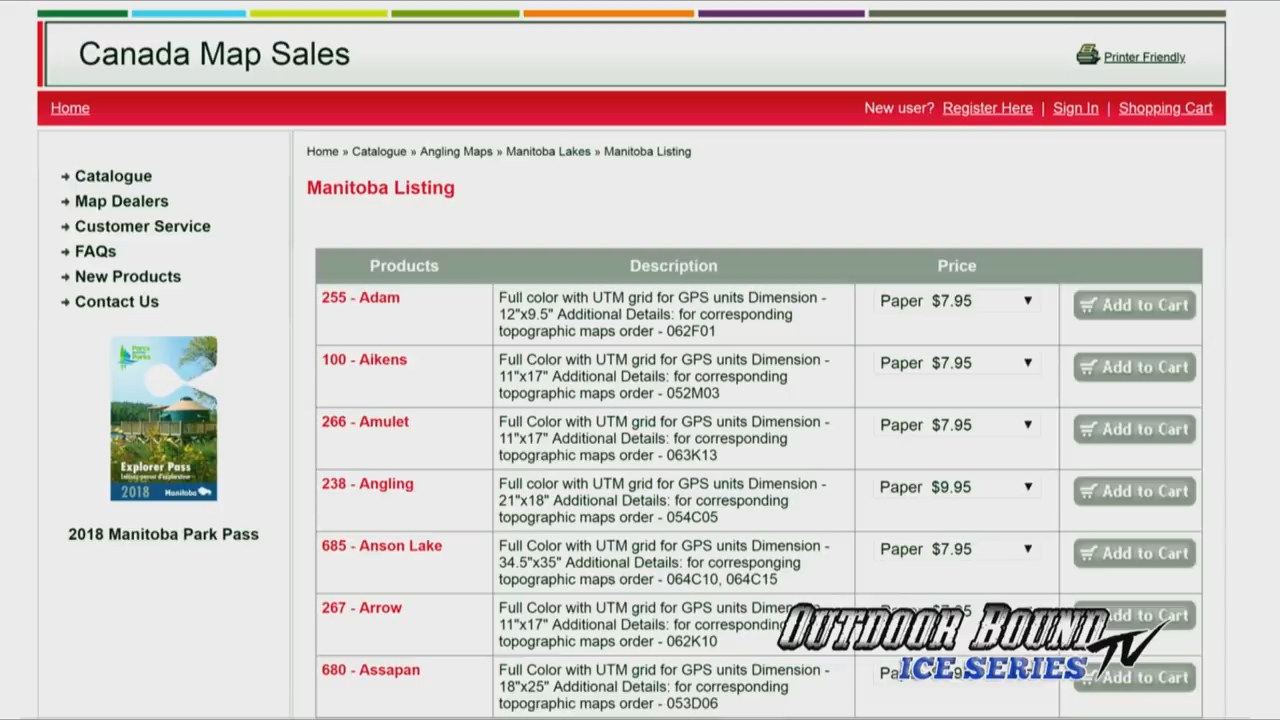 Canada Map Sales
Printer Friendly
Home
New user? Register Here | Sign In | Shopping Cart
Catalogue
Map Dealers
Customer Service
FAQs
New Products
Contact Us
Explorer Pass
2018 Manitoba
2018 Manitoba Park Pass
Home » Catalogue » Angling Maps » Manitoba Lakes » Manitoba Listing
Manitoba Listing
Products Description Price
255 - Adam
Full color with UTM grid for GPS units Dimension -
12"x9.5" Additional Details: for corresponding
topographic maps order - 062F01
Paper $7.95
Add to Cart
100 - Aikens
Full Color with UTM grid for GPS units Dimension -
11"x17" Additional Details: for corresponding
topographic maps order - 052M03
Paper $7.95
Add to Cart
266 - Amulet
Full Color with UTM grid for GPS units Dimension -
11"x17" Additional Details: for corresponding
topographic maps order - 063K13
Paper $7.95
Add to Cart
238 - Angling
Full color with UTM grid for GPS units Dimension -
21"x18" Additional Details: for corresponding
topographic maps order - 054C05
Paper $9.95
Add to Cart
685 - Anson Lake
Full Color with UTM grid for GPS units Dimension -
34.5"x35" Additional Details: for corresponging
topographic maps order - 064C10, 064C15
Paper $7.95
Add to Cart
267 - Arrow
Full Color with UTM grid for GPS units
11"x17" Additional Details: for corresponding
topographic maps order - 062K10
to Cart
680 - Assapan
Full Color with UTM grid for GPS units Dimension -
18"x25" Additional Details: for corresponding
topographic maps order - 053D06
Add to Cart
OUTDOOR BOUND TV
ICE SERIES